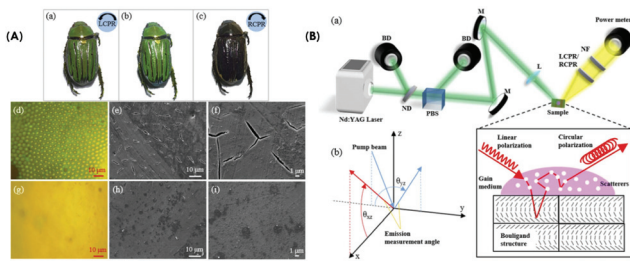 (A)
(a)
LCPR
(b)
(c)
RCPR
(d)
10 μm
(e)
10 μm
(f)
1 μm
(g)
10 μm
(h)
10 μm
(i)
1 μm
(B)
(a)
BD
BD
M
M
L
LCPR/
RCPR
NF
Power meter
Nd:YAG Laser
ND
PBS
Sample
(b)
Pump beam
z
y
x
Emission
measurement angle
Linear
polarization
Circular
polarization
Gain
medium
Scatterers
Bouligand
structure